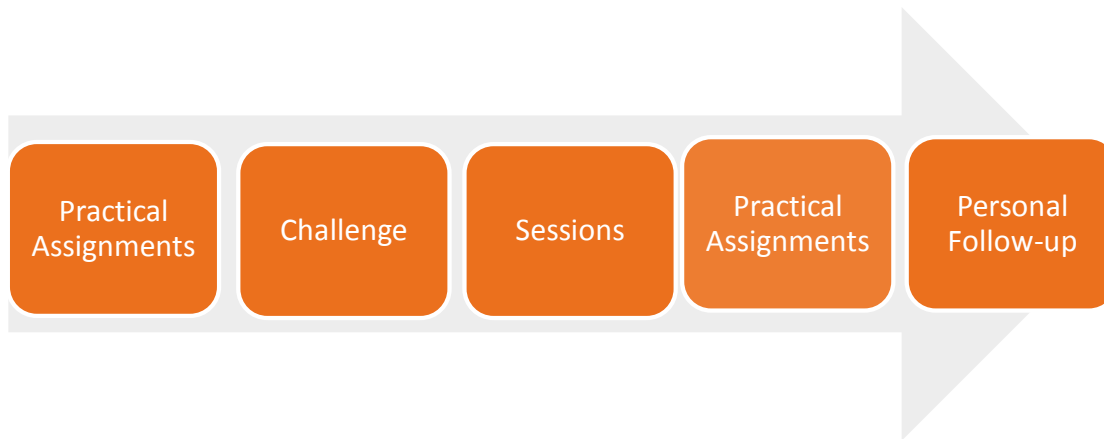 Practical
Assignments
Challenge
Sessions
Practical
Assignments
Personal
Follow-up